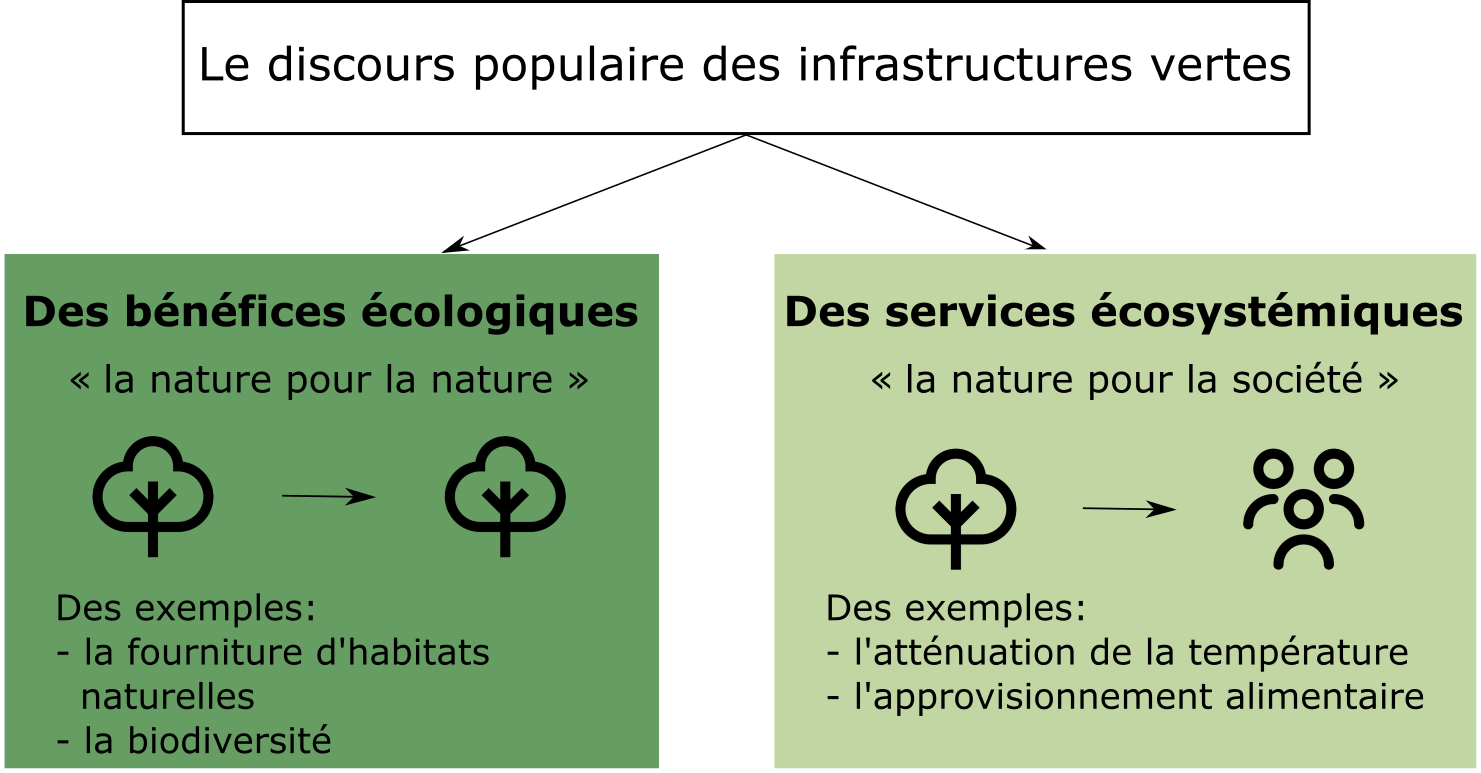 Le discours populaire des infrastructures vertes
Des bénéfices écologiques
« la nature pour la nature »
Des exemples:
- la fourniture d'habitats
naturelles
- la biodiversité
Des services écosystémiques
« la nature pour la société »
Des exemples:
- l'atténuation de la température
- l'approvisionnement alimentaire